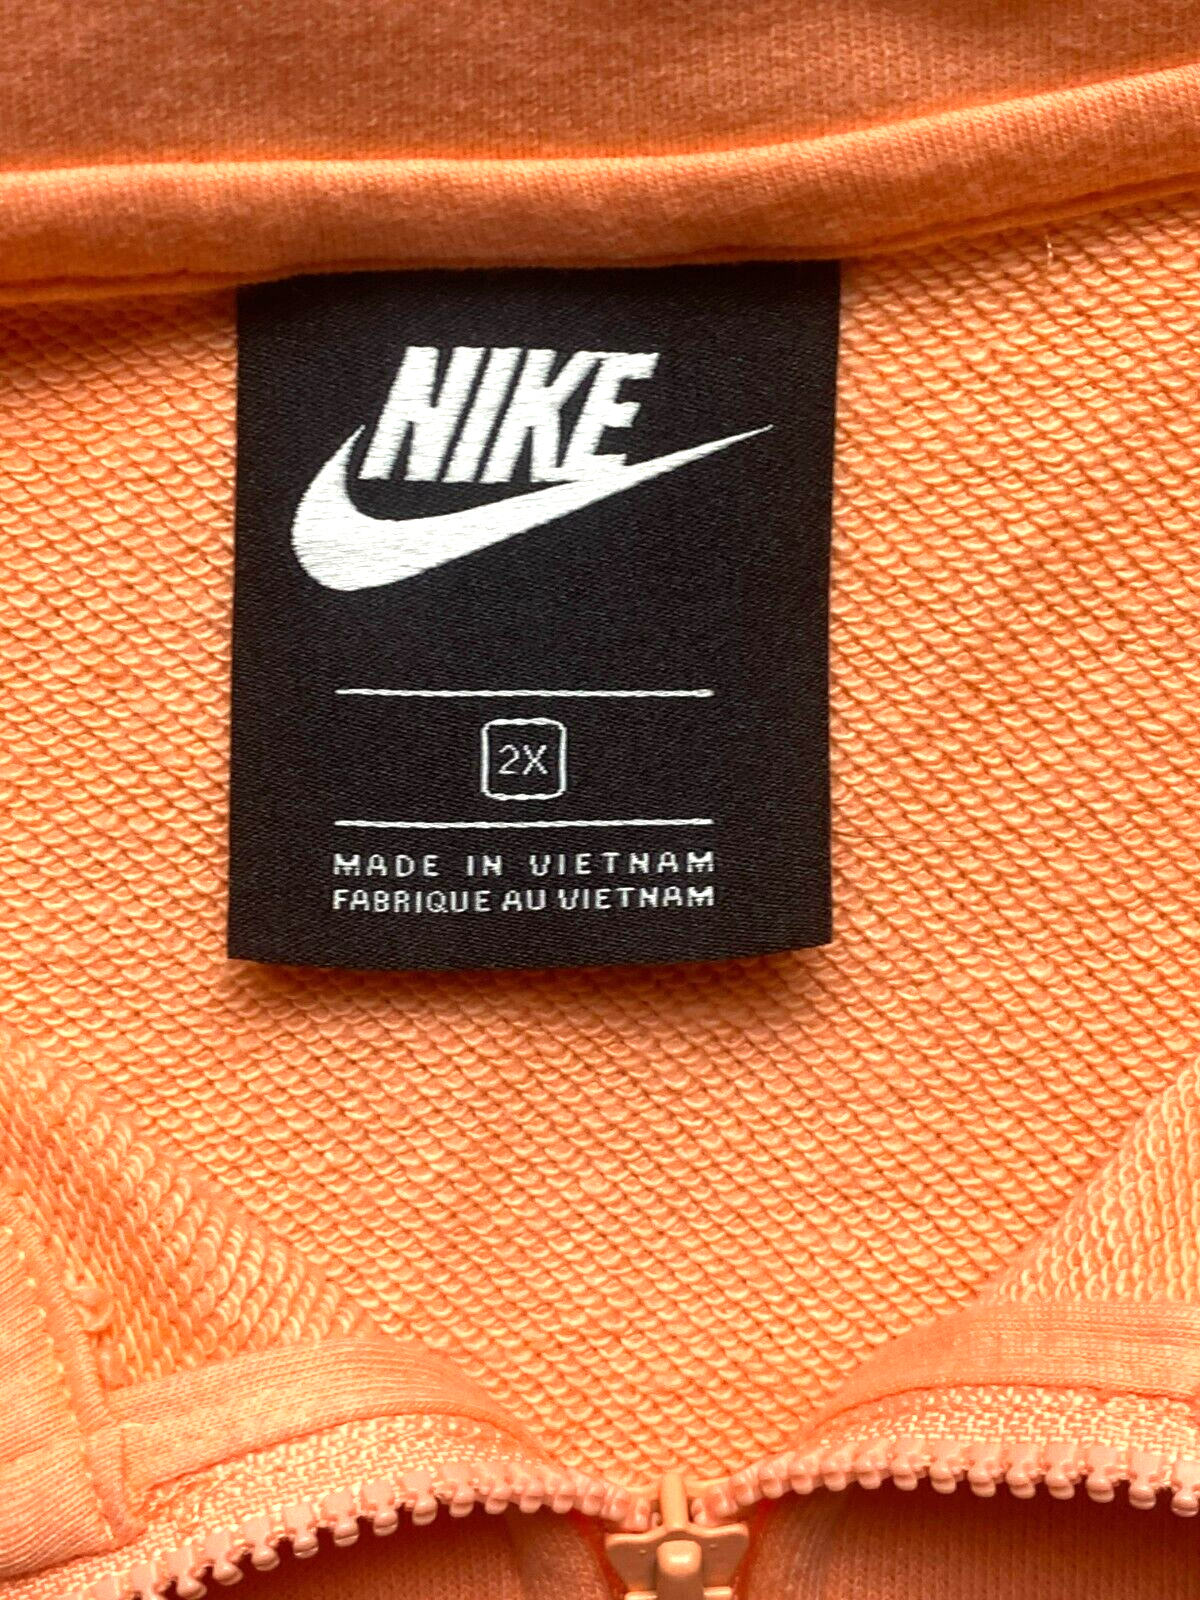 NIKE
2X
MADE IN VIETNAM
FABRIQUE AU VIETNAM